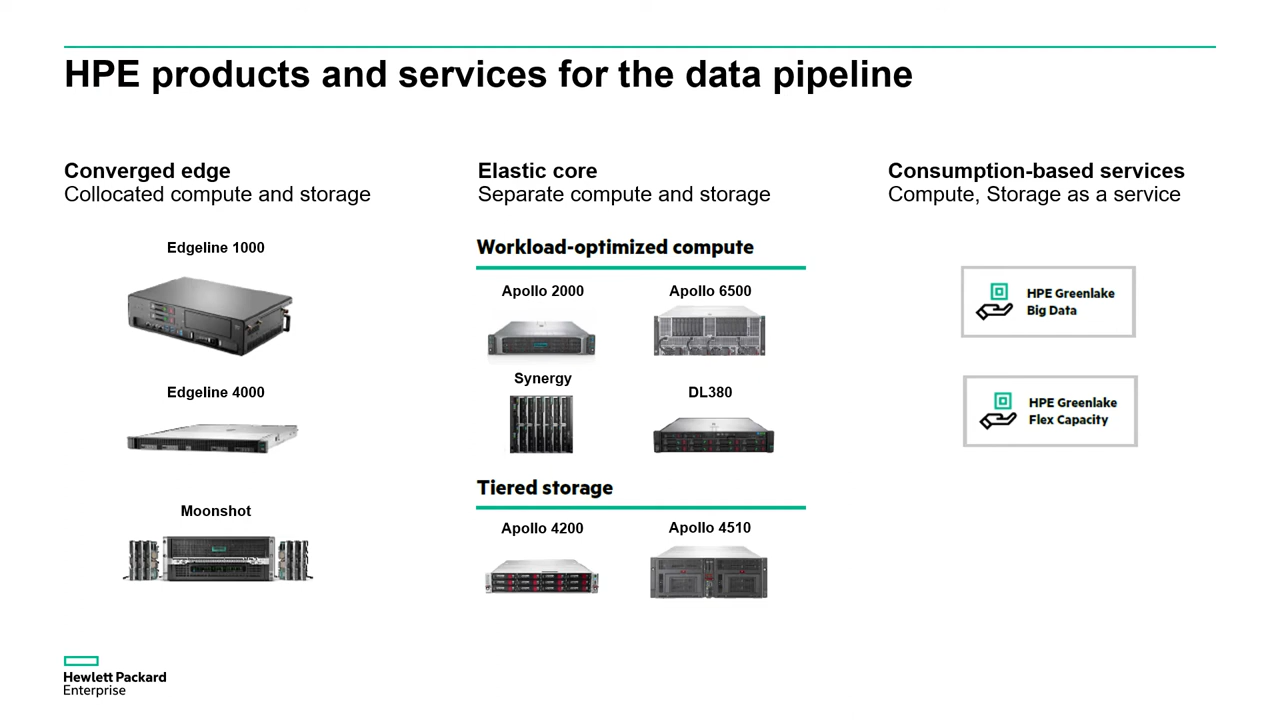 HPE products and services for the data pipeline
Converged edge
Collocated compute and storage
Edgeline 1000
Edgeline 4000
Moonshot
Elastic core
Separate compute and storage
Workload-optimized compute
Apollo 2000
Apollo 6500
Synergy
DL380
Tiered storage
Apollo 4200
Apollo 4510
Consumption-based services
Compute, Storage as a service
HPE Greenlake
Big Data
HPE Greenlake
Flex Capacity
Hewlett Packard
Enterprise